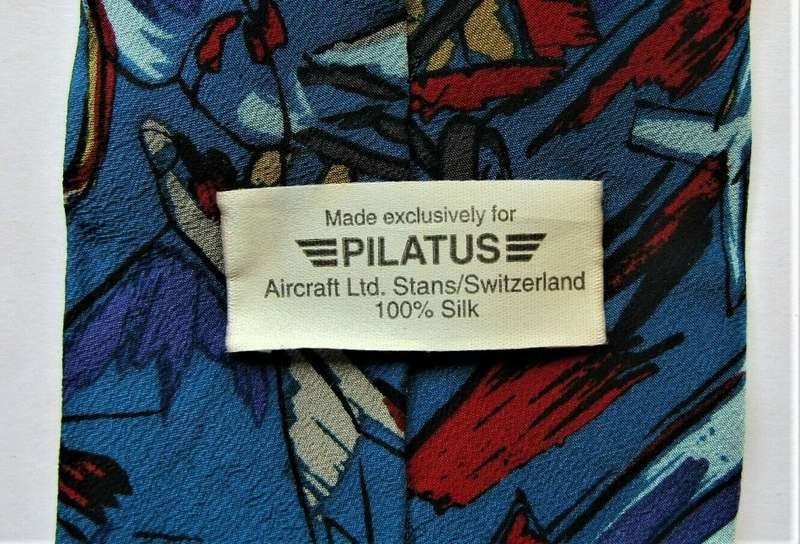 Made exclusively for
PILATUS
Aircraft Ltd. Stans/Switzerland
100% Silk